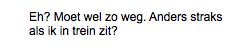 Eh? Moet wel zo weg. Anders straks
als ik in trein zit?